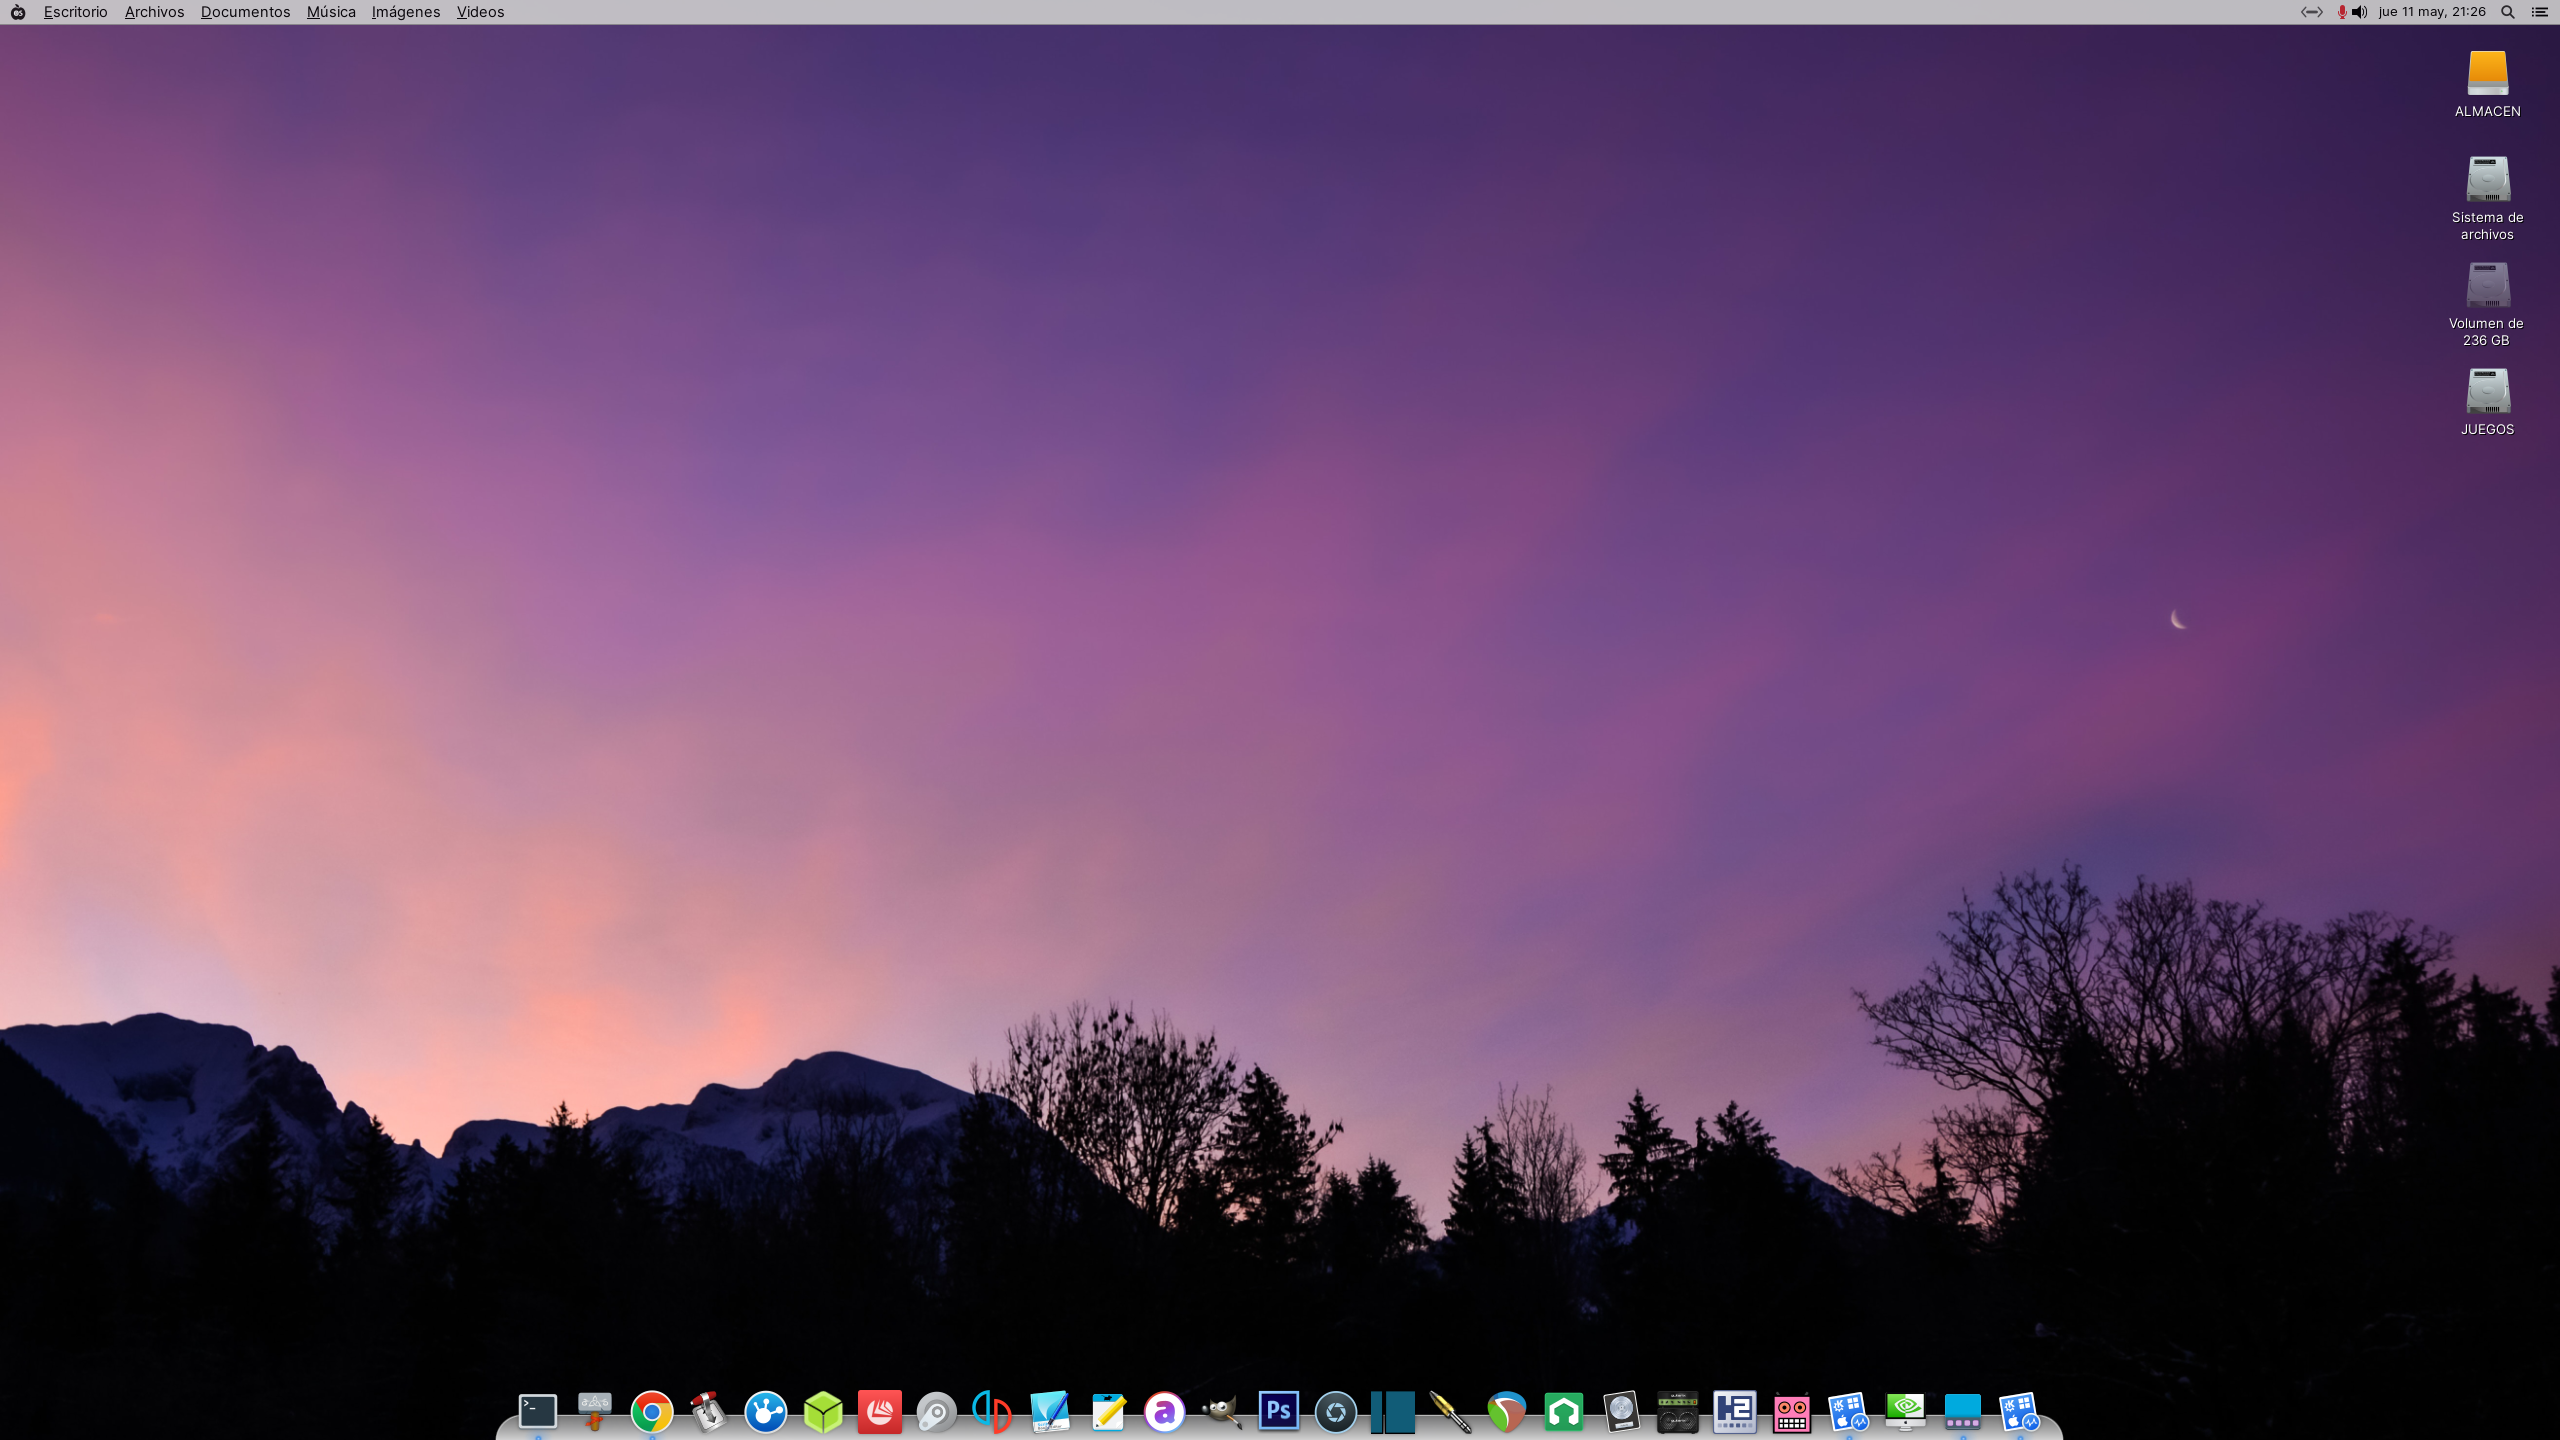 Escritorio Archivos Documentos Música Imágenes Videos
jue 11 may, 21:26
ALMACEN
Sistema de
archivos
Volumen de
236 GB
JUEGOS
>_
a
Ps
H2